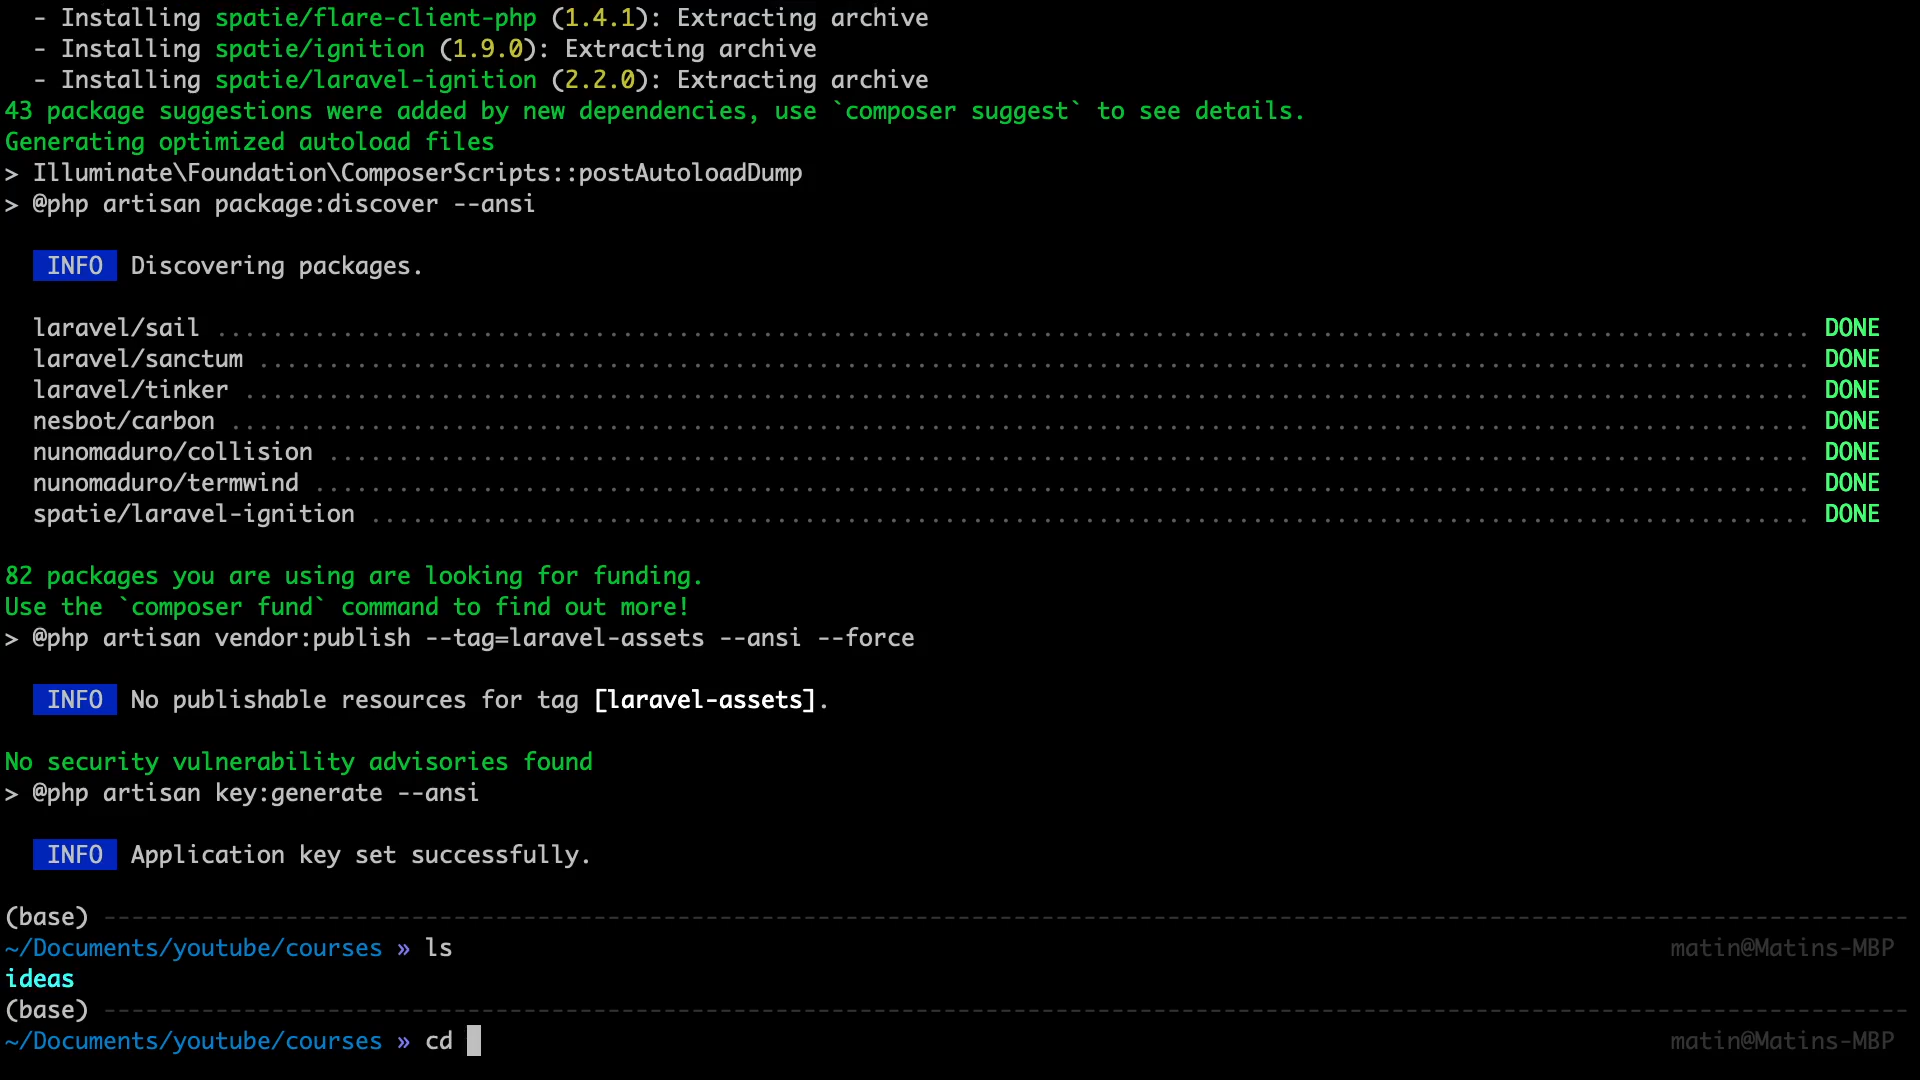 - Installing spatie/flare-client-php (1.4.1): Extracting archive
- Installing spatie/ignition (1.9.0): Extracting archive
- Installing spatie/laravel-ignition (2.2.0): Extracting archive
43 package suggestions were added by new dependencies, use `composer suggest` to see details.
Generating optimized autoload files
> Illuminate\Foundation\ComposerScripts::postAutoloadDump
> @php artisan package:discover --ansi
INFO Discovering packages.
laravel/sail ........................................................ DONE
laravel/sanctum ........................................................ DONE
laravel/tinker ........................................................ DONE
nesbot/carbon ........................................................ DONE
nunomaduro/collision ........................................................ DONE
nunomaduro/termwind ........................................................ DONE
spatie/laravel-ignition ........................................................ DONE
82 packages you are using are looking for funding.
Use the `composer fund` command to find out more!
> @php artisan vendor:publish --tag=laravel-assets --ansi --force
INFO No publishable resources for tag [laravel-assets].
No security vulnerability advisories found
> @php artisan key:generate --ansi
INFO Application key set successfully.
(base) --------------------------------------------------------
~/Documents/youtube/courses » ls matin@Matins-MBP
ideas
(base) --------------------------------------------------------
~/Documents/youtube/courses » cd matin@Matins-MBP